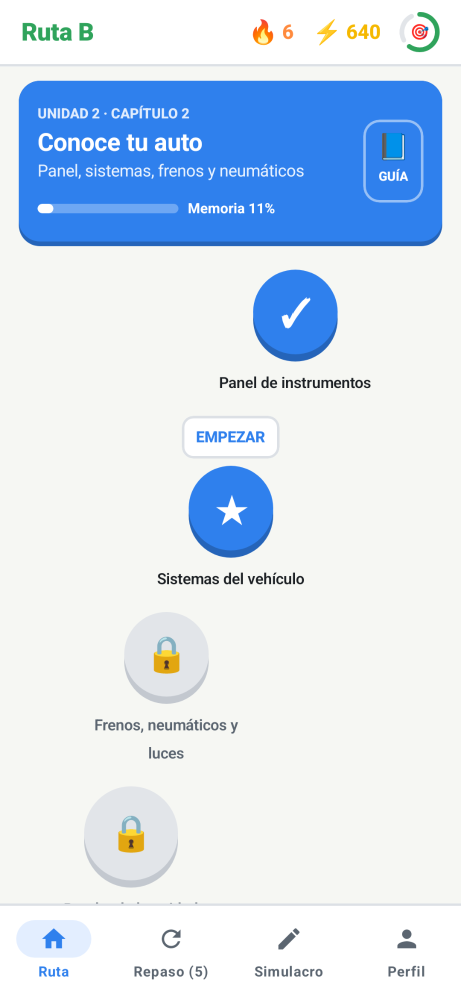 Ruta B
6
640
UNIDAD 2 · CAPÍTULO 2
Conoce tu auto
Panel, sistemas, frenos y neumáticos
Memoria 11%
GUÍA
Panel de instrumentos
EMPEZAR
Sistemas del vehículo
Frenos, neumáticos y
luces
Ruta
Repaso (5)
Simulacro
Perfil